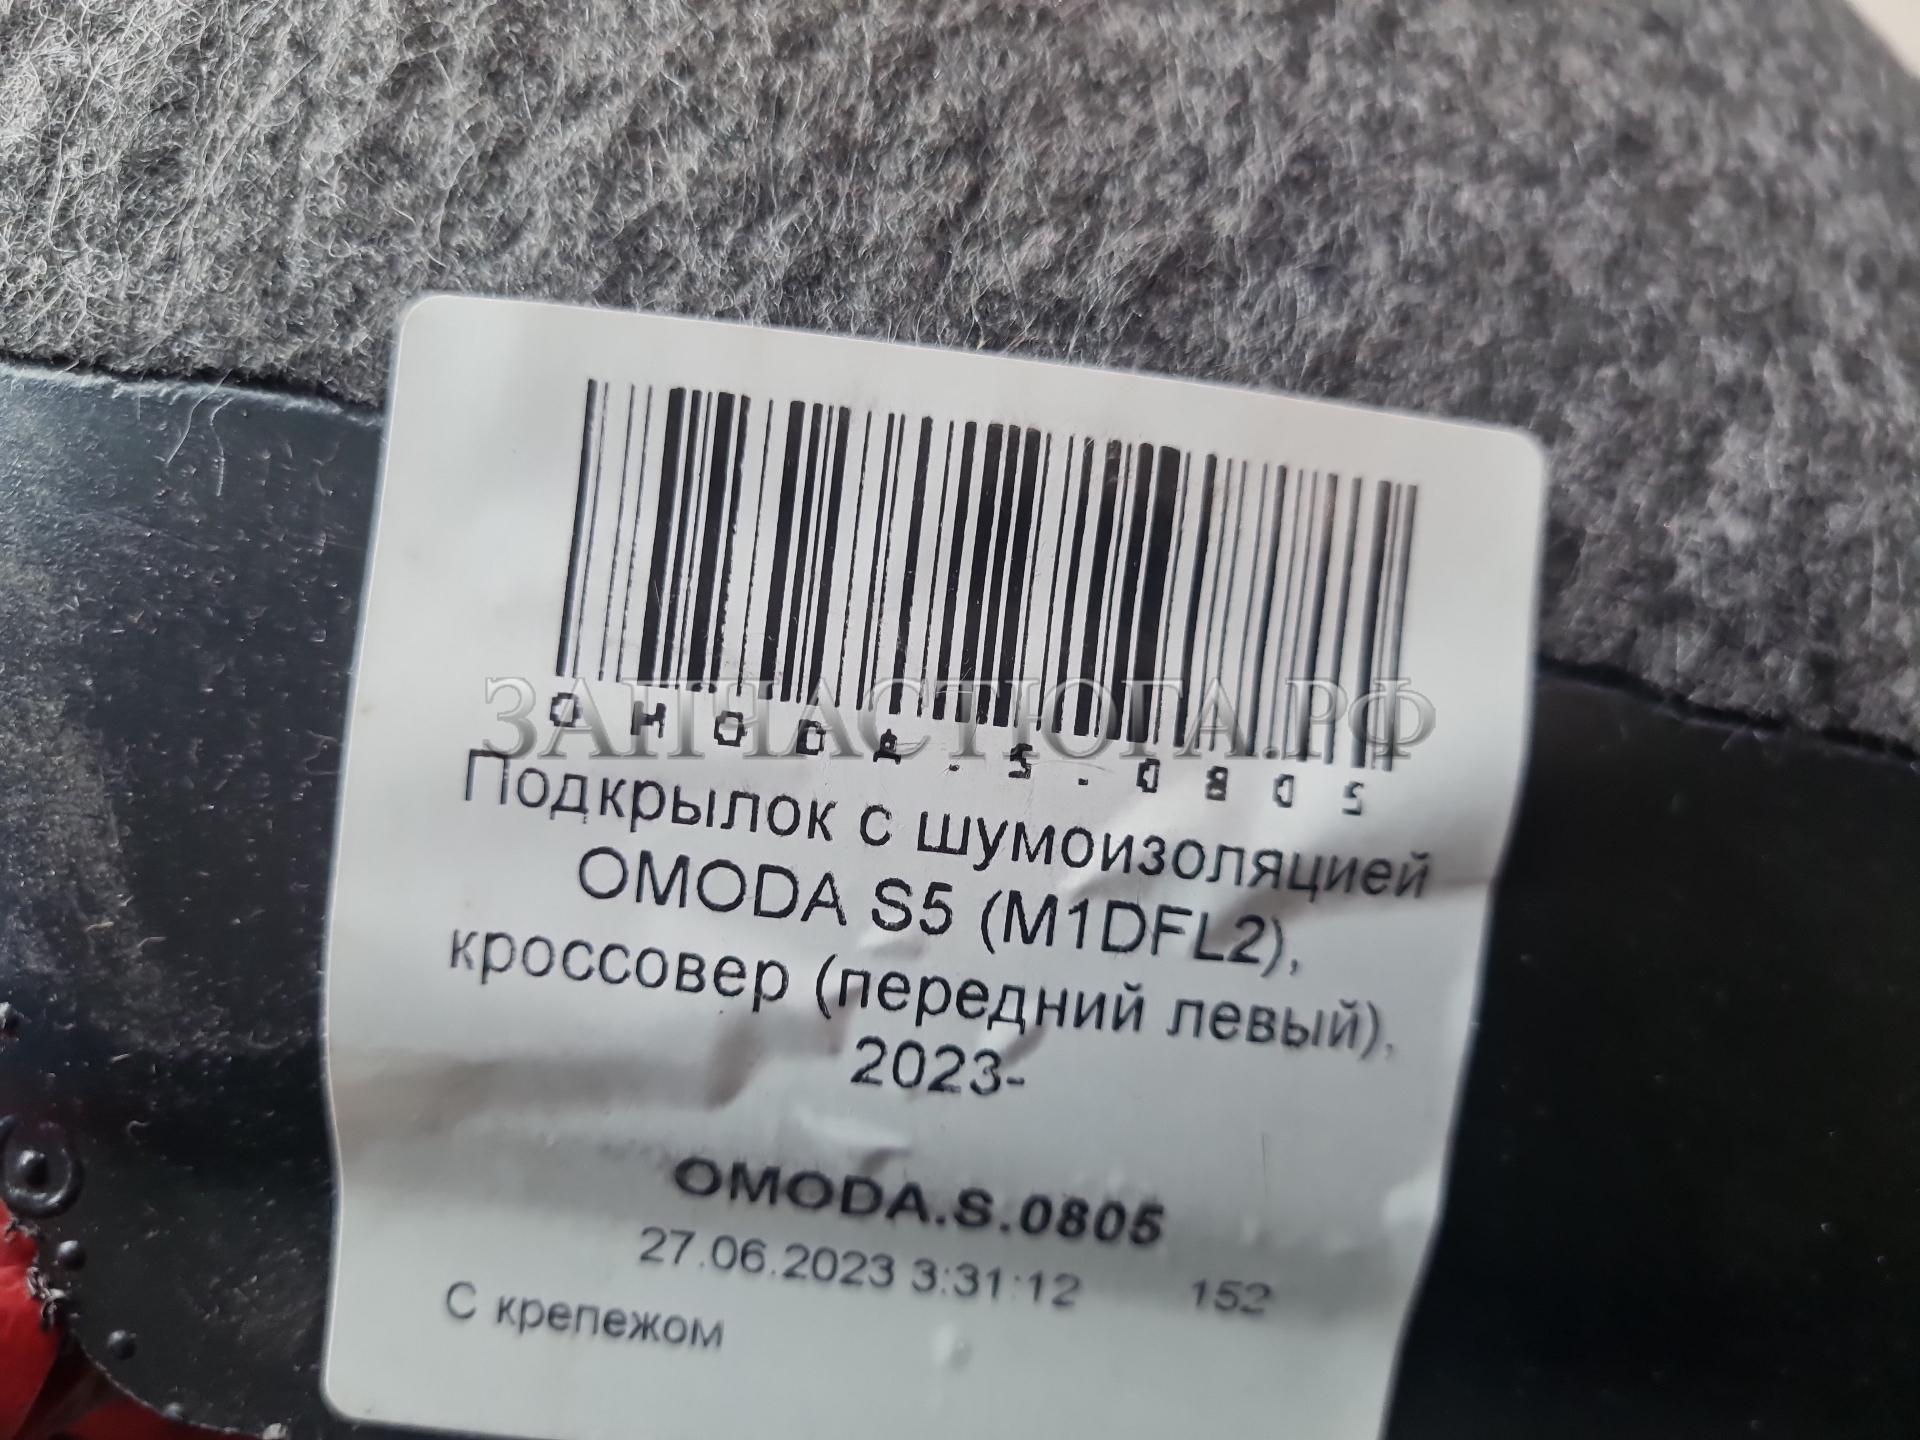 ЗАПЧАСТЮГА.РФ
OMODA.S.0805
Подкрылок с шумоизоляцией
OMODA S5 (M1DFL2),
кроссовер (передний левый),
2023-
OMODA.S.0805
27.06.2023 3:31:12 152
С крепежом